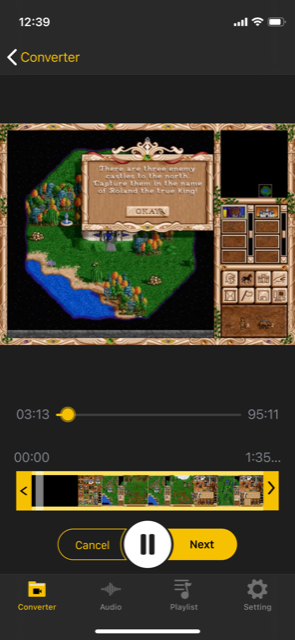 12:39
Converter
There are three enemy
castles to the north.
Capture them in the name
of Roland the true King!
OKAY
03:13
95:11
00:00
1:35...
Cancel
Next
Converter
Audio
Playlist
Setting